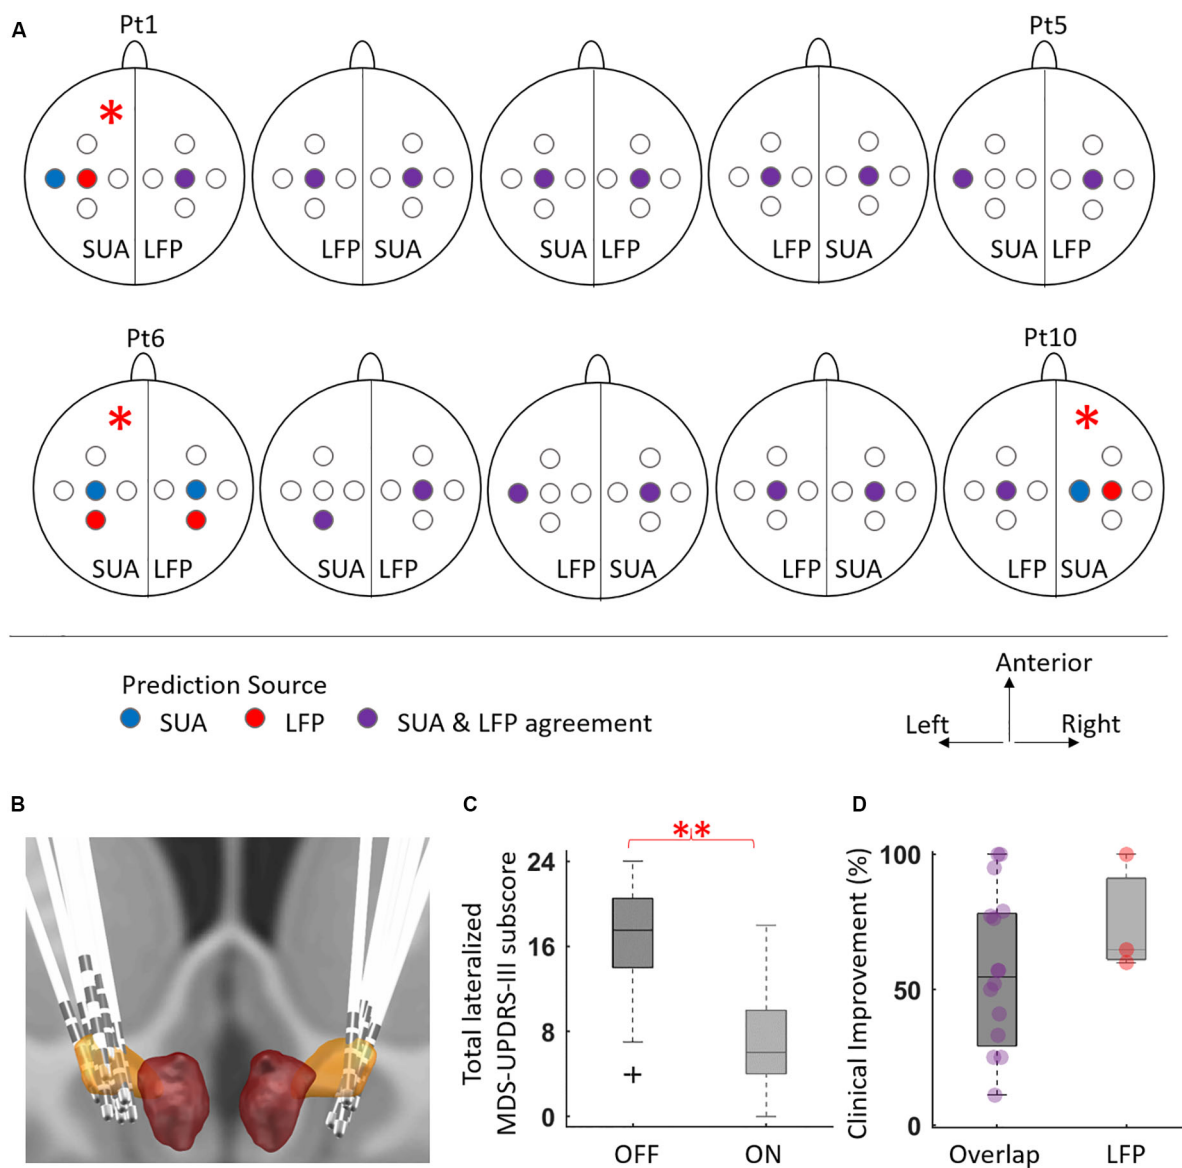 A
Pt1 Pt5
* 
SUA LFP LFP SUA SUA LFP LFP SUA SUA LFP
Pt6 Pt10
* *
SUA LFP SUA LFP LFP SUA LFP SUA LFP SUA
Prediction Source
SUA LFP SUA & LFP agreement
Anterior
Left Right
B
C
**
Total lateralized
MDS-UPDRS-III subscore
24
16
8
0
OFF ON
D
Clinical Improvement (%)
100
50
0
Overlap LFP